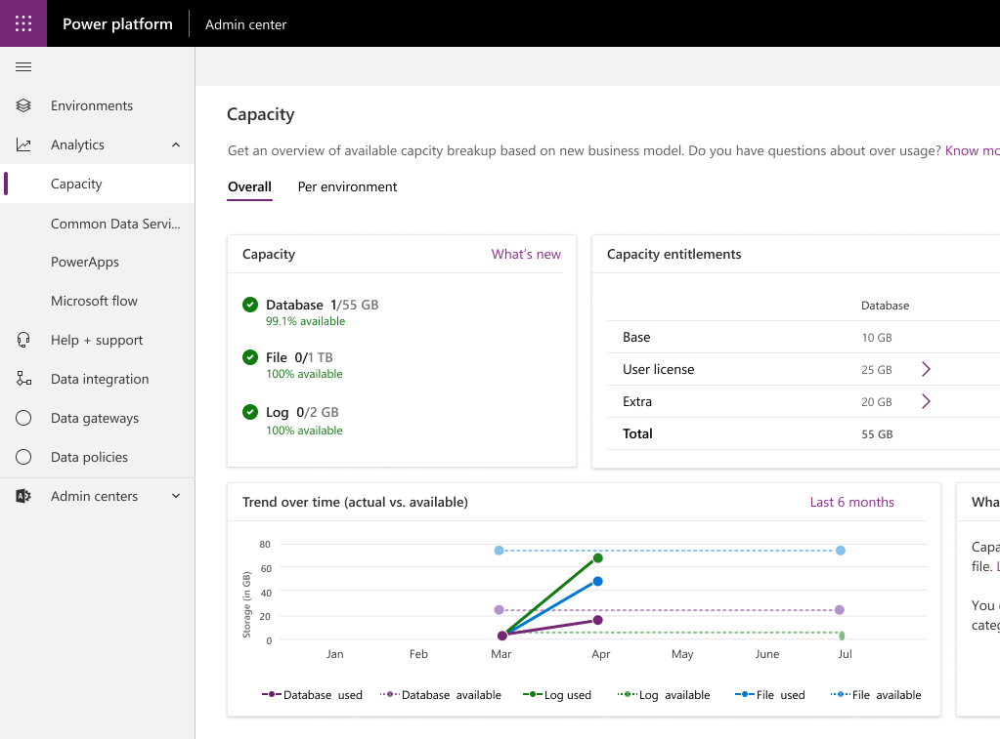 Power platform Admin center
Environments
Analytics
Capacity
Common Data Servi...
PowerApps
Microsoft flow
Help + support
Data integration
Data gateways
Data policies
Admin centers
Capacity
Get an overview of available capcity breakup based on new business model. Do you have questions about over usage? Know mo
Overall Per environment
Capacity What's new
Database 1/55 GB
99.1% available
File 0/1 TB
100% available
Log 0/2 GB
100% available
Capacity entitlements
Database
Base 10 GB
User license 25 GB
Extra 20 GB
Total 55 GB
Trend over time (actual vs. available) Last 6 months
Storage (in GB)
80
60
40
20
0
Jan Feb Mar Apr May June Jul
Database used Database available Log used Log available File used File available
Wha
Capa
file. L
You c
categ